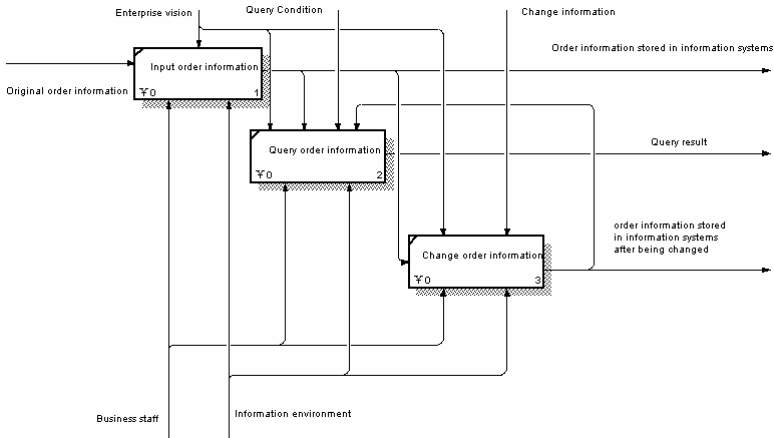 Enterprise vision
Query Condition
Change information
Order information stored in information systems
Input order information
Original order information
¥0
1
Query order information
Query result
¥0
2
order information stored
in information systems
after being changed
Change order information
¥0
3
Business staff
Information environment